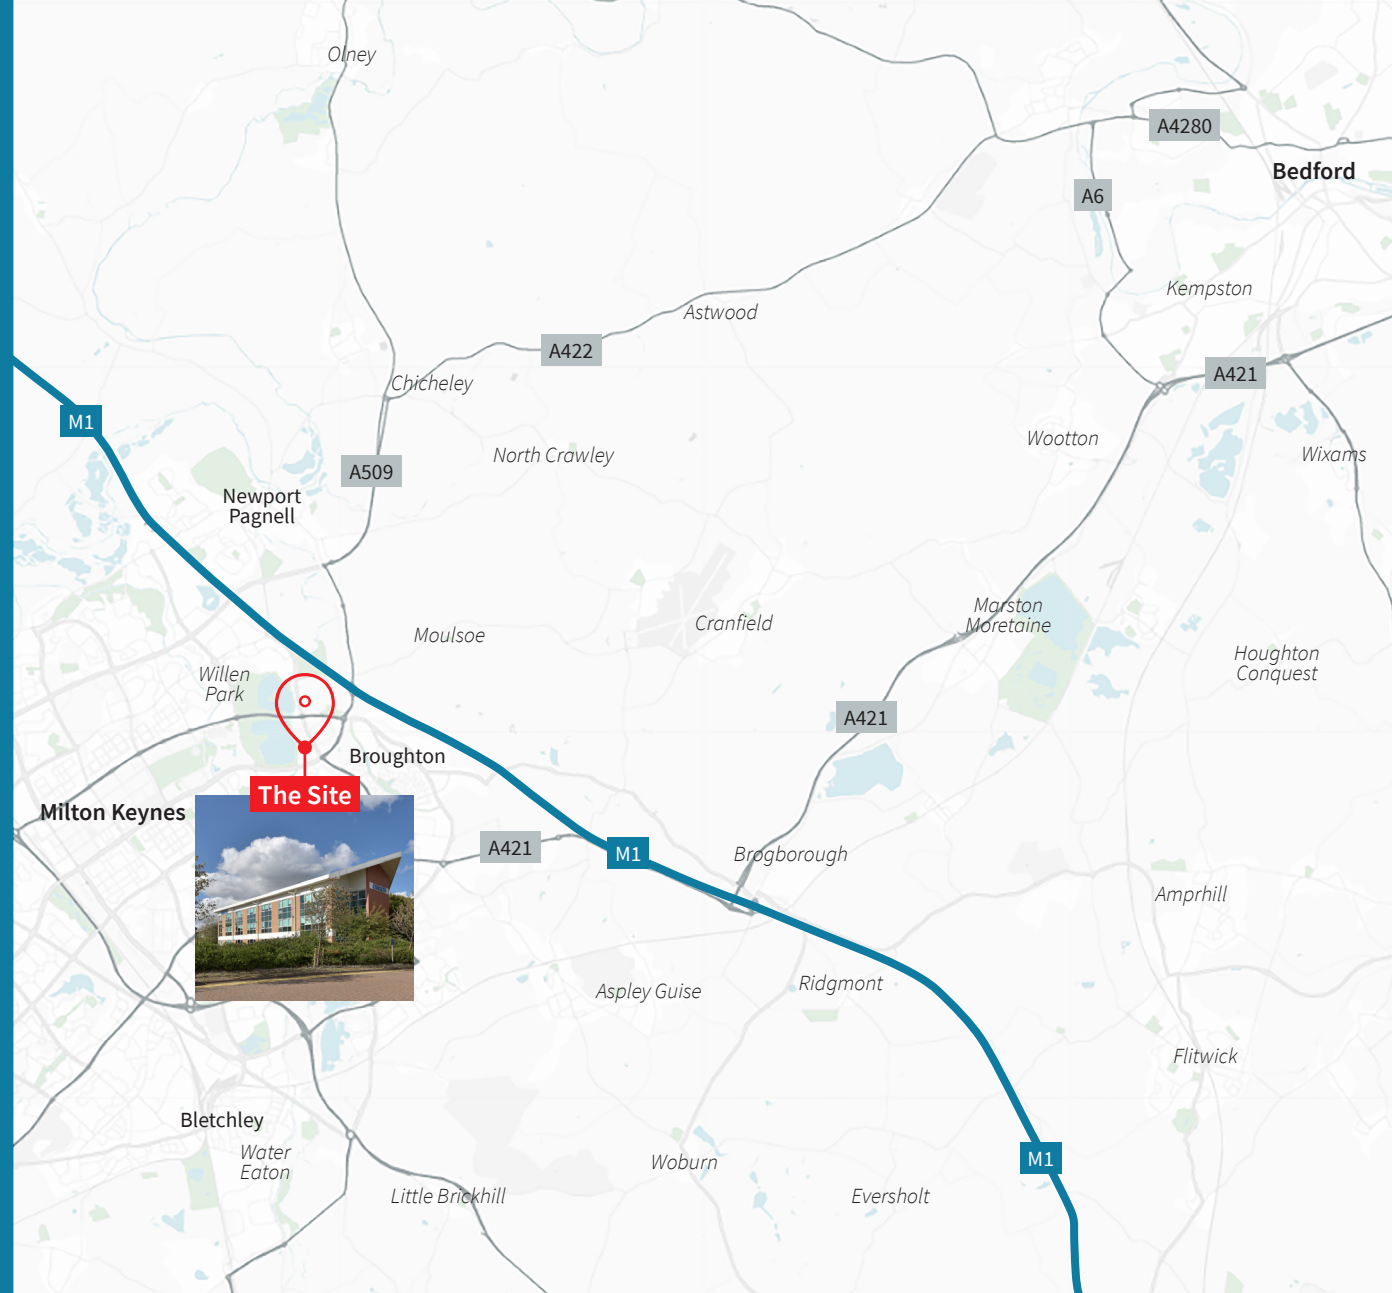 Olney
A4280
Bedford
A6
Kempston
Astwood
A422
A421
Chicheley
M1
Wootton
North Crawley
Wixams
A509
Newport
Pagnell
Marston
Moretaine
Cranfield
Moulsoe
Houghton
Conquest
Willen
Park
A421
Broughton
The Site
Milton Keynes
A421
M1
Brogborough
Amprhill
Ridgmont
Aspley Guise
Flitwick
Bletchley
Water
Eaton
Woburn
M1
Little Brickhill
Eversholt